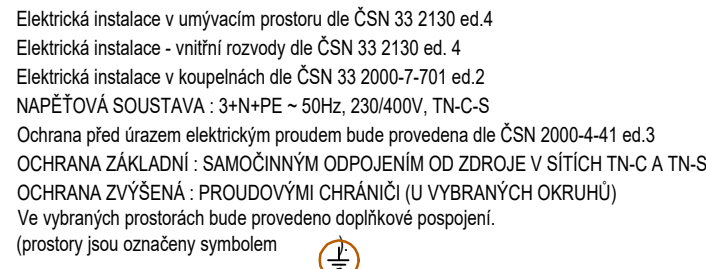 Elektrická instalace v umývacím prostoru dle ČSN 33 2130 ed.4
Elektrická instalace - vnitřní rozvody dle ČSN 33 2130 ed. 4
Elektrická instalace v koupelnách dle ČSN 33 2000-7-701 ed.2
NAPĚŤOVÁ SOUSTAVA : 3+N+PE ~ 50Hz, 230/400V, TN-C-S
Ochrana před úrazem elektrickým proudem bude provedena dle ČSN 2000-4-41 ed.3
OCHRANA ZÁKLADNÍ : SAMOČINNÝM ODPOJENÍM OD ZDROJE V SÍTÍCH TN-C A TN-S
OCHRANA ZVÝŠENÁ : PROUDOVÝMI CHRÁNIČI (U VYBRANÝCH OKRUHŮ)
Ve vybraných prostorách bude provedeno doplňkové pospojení.
(prostory jsou označeny symbolem ).